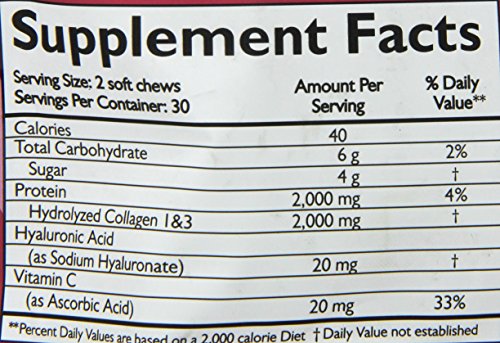 Supplement Facts
Serving Size: 2 soft chews
Servings Per Container: 30
Amount Per Serving
% Daily Value**
Calories 40
Total Carbohydrate 6 g 2%
Sugar 4 g †
Protein 2,000 mg 4%
Hydrolyzed Collagen 1&3 2,000 mg †
Hyaluronic Acid
(as Sodium Hyaluronate) 20 mg †
Vitamin C
(as Ascorbic Acid) 20 mg 33%
**Percent Daily Values are based on a 2,000 calorie Diet † Daily Value not established